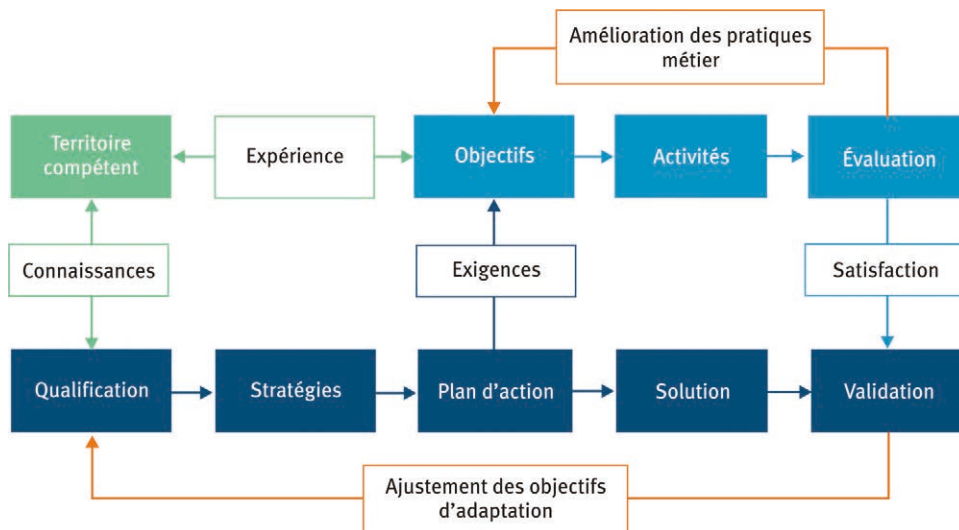 Amélioration des pratiques
métier
Territoire
compétent
Expérience
Objectifs
Activités
Évaluation
Connaissances
Exigences
Satisfaction
Qualification
Stratégies
Plan d'action
Solution
Validation
Ajustement des objectifs
d'adaptation